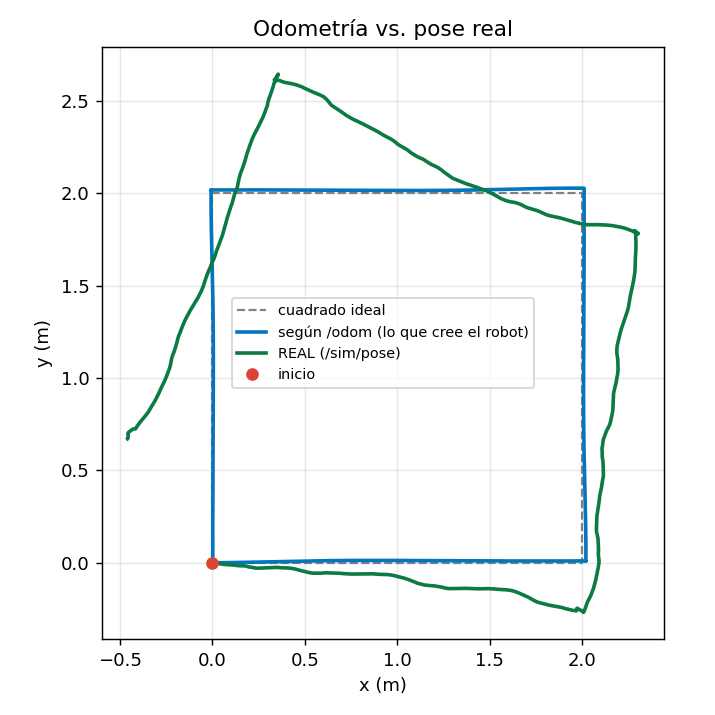 Odometría vs. pose real
y (m)
2.5
2.0
1.5
1.0
0.5
0.0
cuadrado ideal
según /odom (lo que cree el robot)
REAL (/sim/pose)
inicio
−0.5 0.0 0.5 1.0 1.5 2.0
x (m)